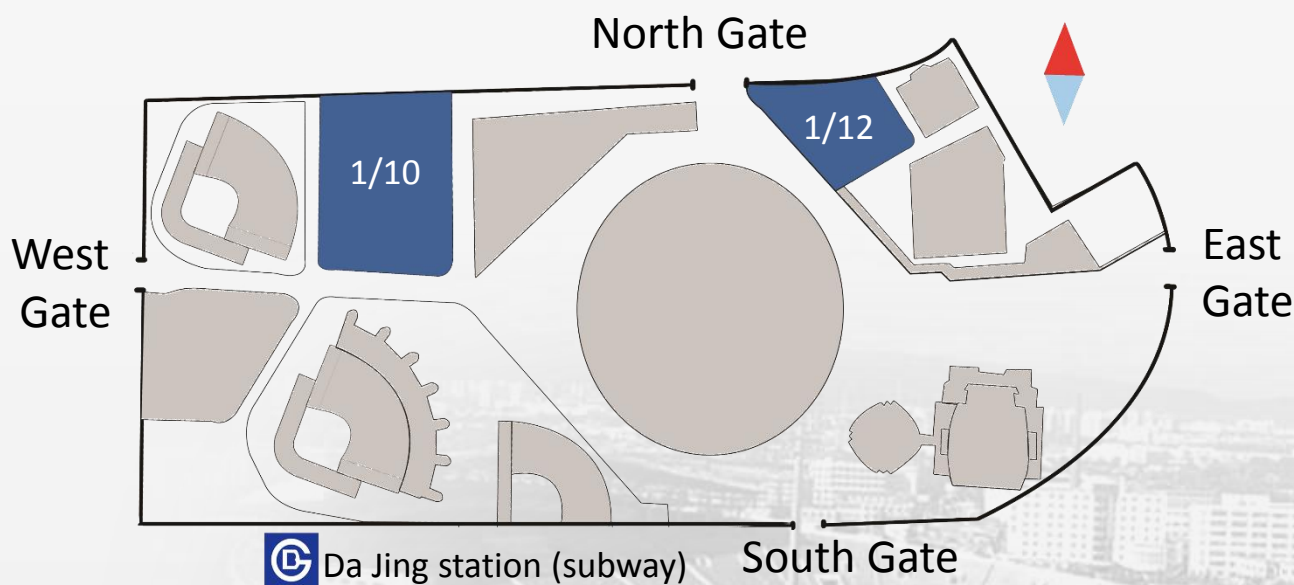 North Gate
1/10
1/12
West
Gate
East
Gate
Da Jing station (subway)
South Gate